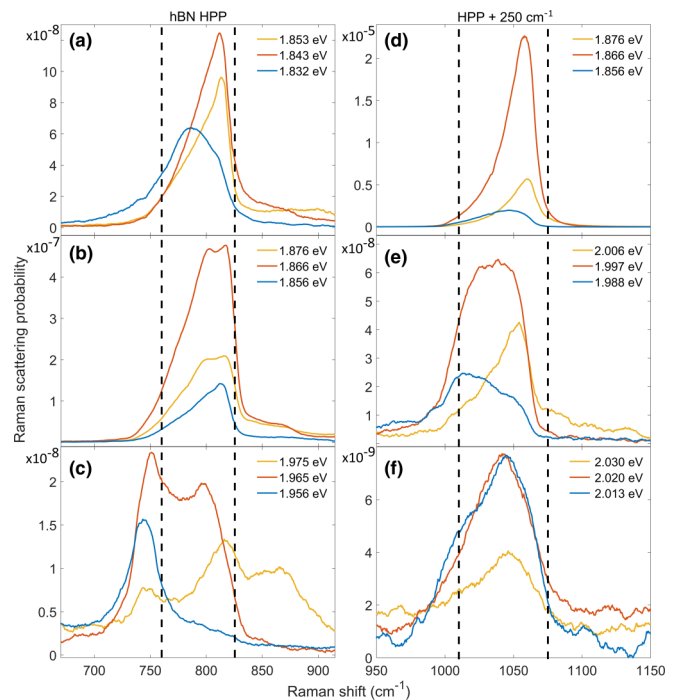 hBN HPP
HPP + 250 cm⁻¹
x10⁻⁸
(a)
1.853 eV
1.843 eV
1.832 eV
10
8
6
4
2
0
x10⁻⁵
(d)
1.876 eV
1.866 eV
1.856 eV
2
1.5
1
0.5
0
Raman scattering probability
x10⁻⁷
(b)
1.876 eV
1.866 eV
1.856 eV
4
3
2
1
0
x10⁻⁸
(e)
2.006 eV
1.997 eV
1.988 eV
8
6
4
2
x10⁻⁸
(c)
1.975 eV
1.965 eV
1.956 eV
2
1.5
1
0.5
0
700
750
800
850
900
x10⁻⁹
(f)
2.030 eV
2.020 eV
2.013 eV
6
4
2
0
950
1000
1050
1100
1150
Raman shift (cm⁻¹)